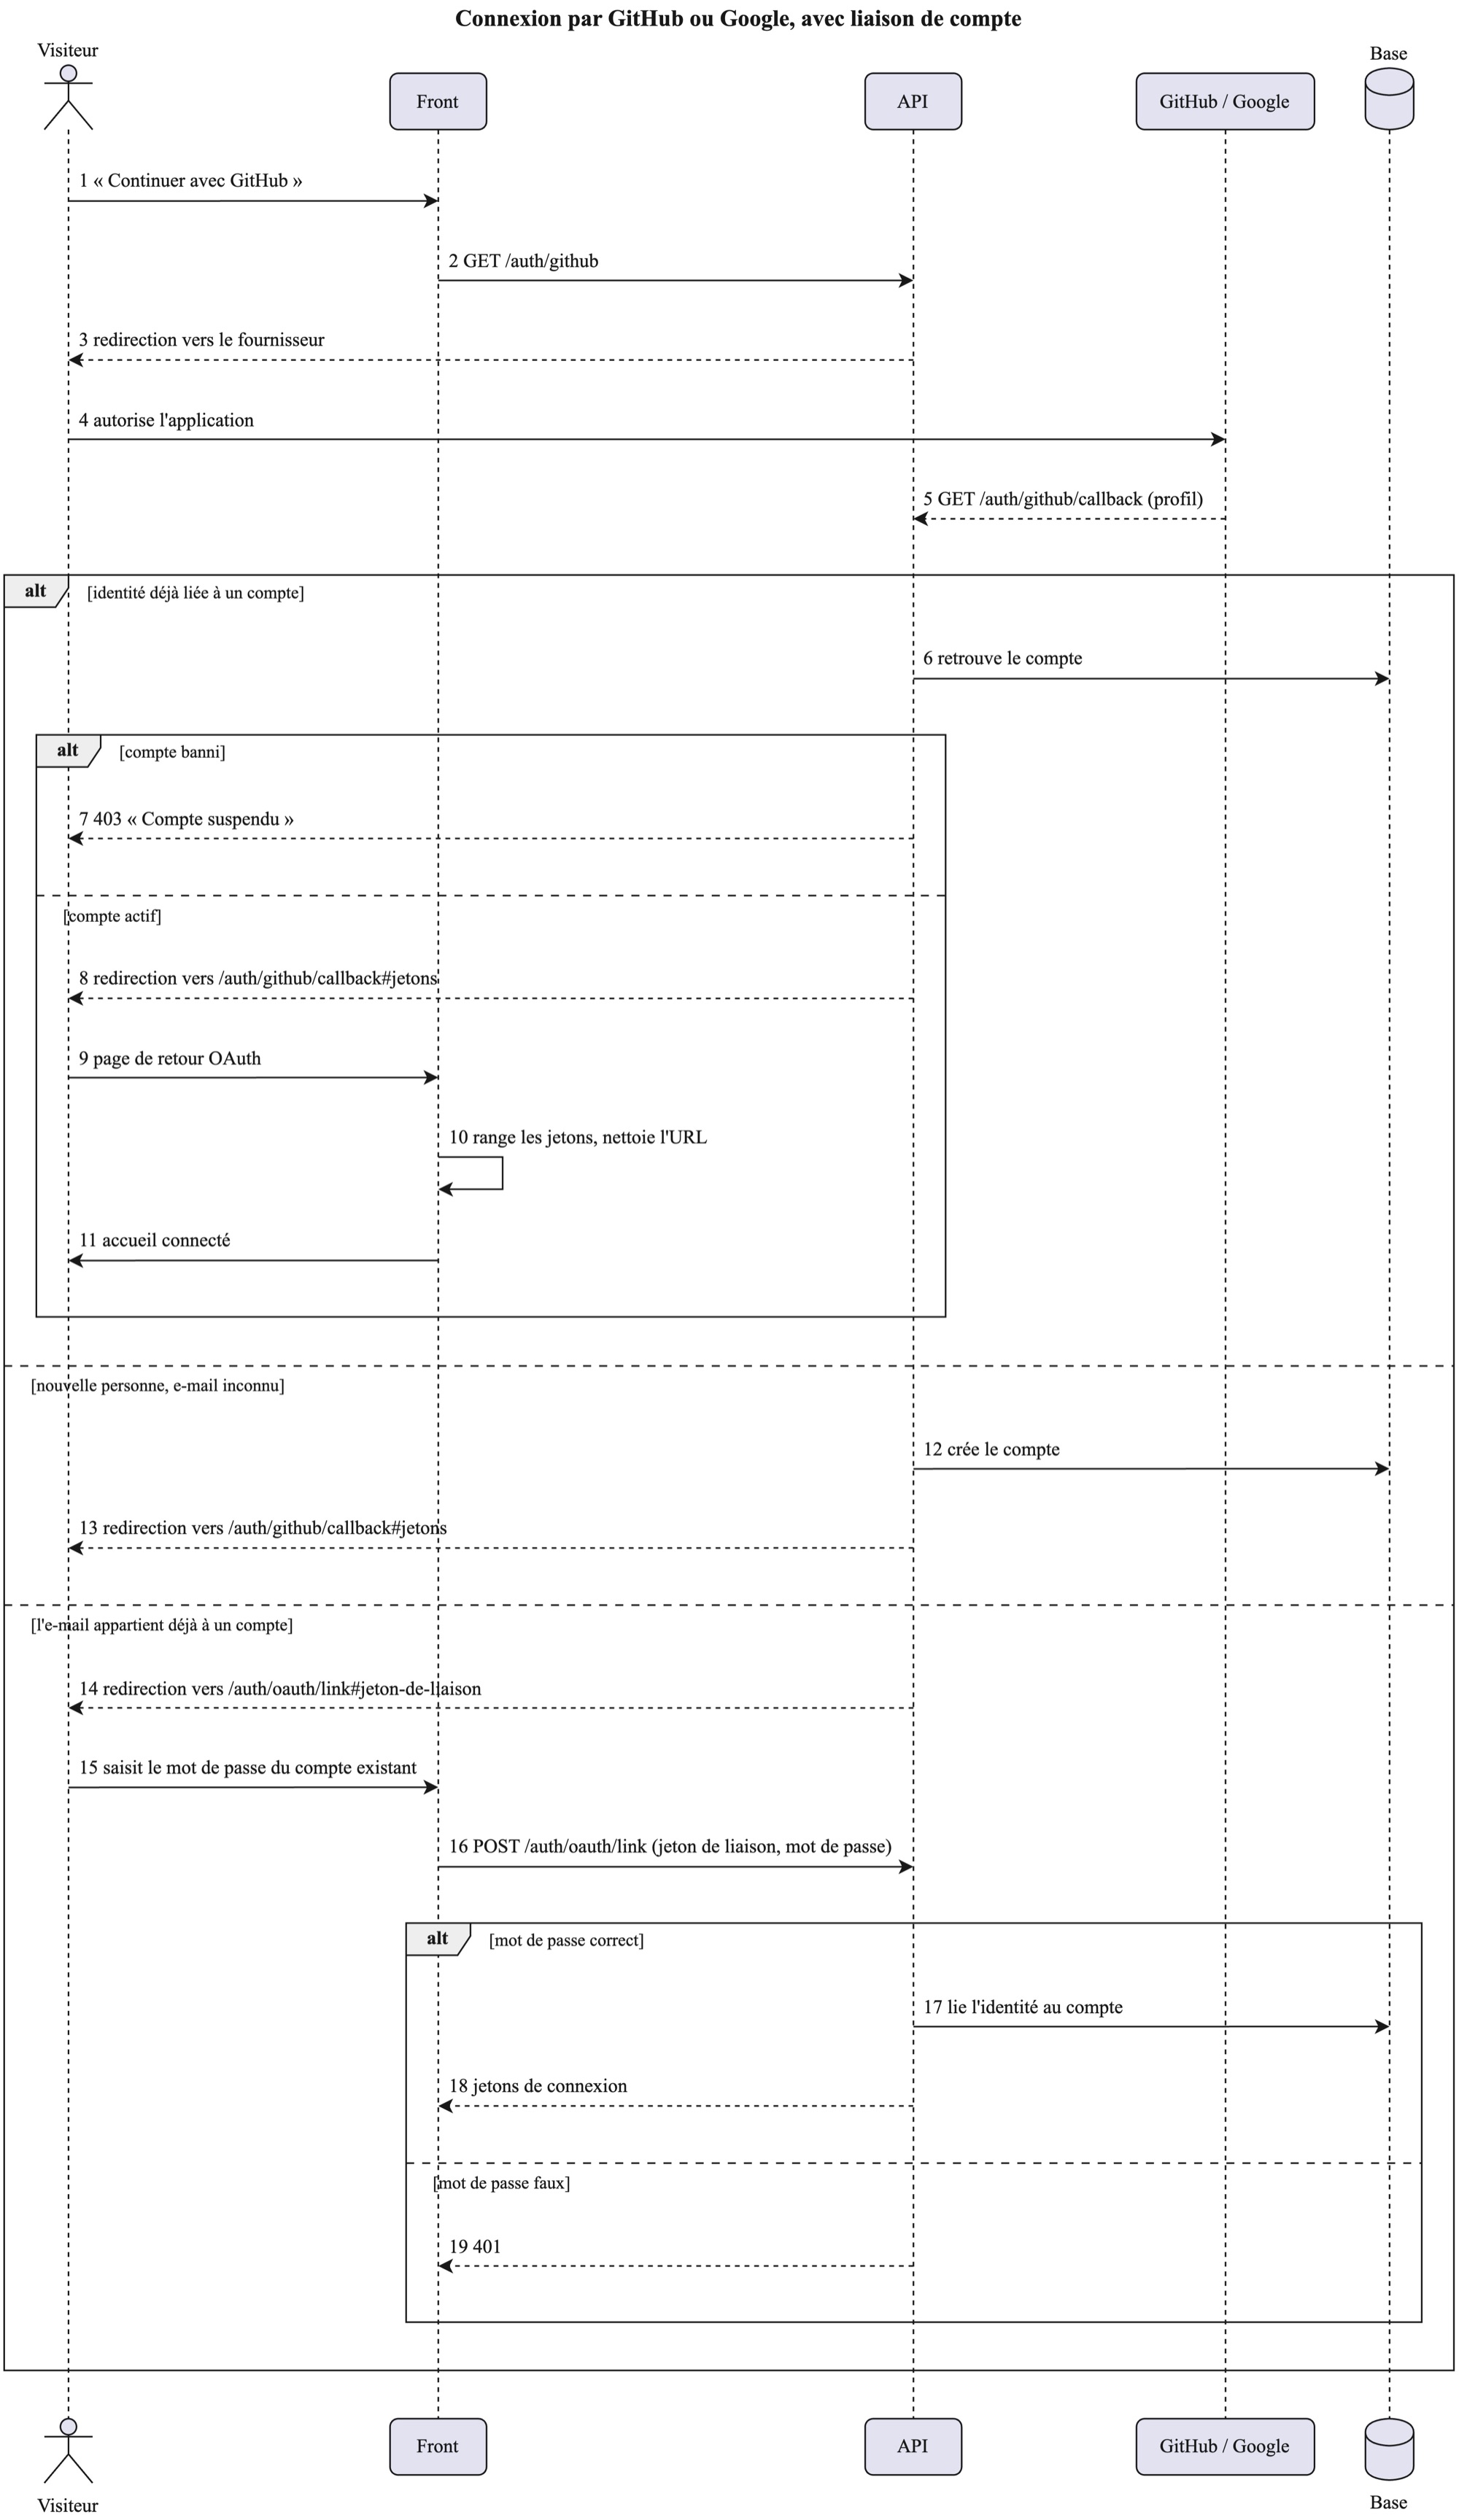 Connexion par GitHub ou Google, avec liaison de compte
Visiteur
Front
API
GitHub / Google
Base
1 « Continuer avec GitHub »
2 GET /auth/github
3 redirection vers le fournisseur
4 autorise l'application
5 GET /auth/github/callback (profil)
alt
[identité déjà liée à un compte]
6 retrouve le compte
alt
[compte banni]
7 403 « Compte suspendu »
[compte actif]
8 redirection vers /auth/github/callback#jetons
9 page de retour OAuth
10 range les jetons, nettoie l'URL
11 accueil connecté
[nouvelle personne, e-mail inconnu]
12 crée le compte
13 redirection vers /auth/github/callback#jetons
[l'e-mail appartient déjà à un compte]
14 redirection vers /auth/oauth/link#jeton-de-liaison
15 saisit le mot de passe du compte existant
16 POST /auth/oauth/link (jeton de liaison, mot de passe)
alt
[mot de passe correct]
17 lie l'identité au compte
18 jetons de connexion
[mot de passe faux]
19 401
Front
API
GitHub / Google
Visiteur
Base